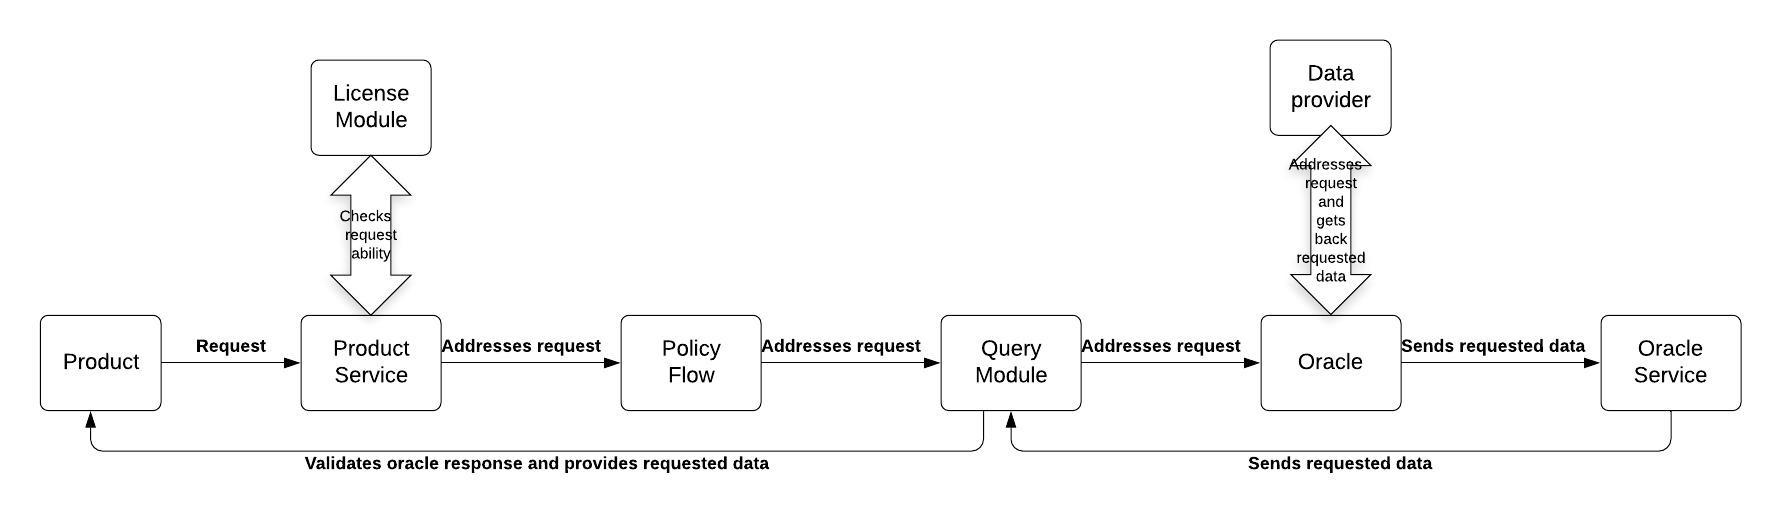 Data
provider
License
Module
Addresses
request
and
gets
back
requested
data
Checks
request
ability
Product
Request
Product
Service
Addresses request
Policy
Flow
Addresses request
Query
Module
Addresses request
Oracle
Sends requested data
Oracle
Service
Validates oracle response and provides requested data
Sends requested data